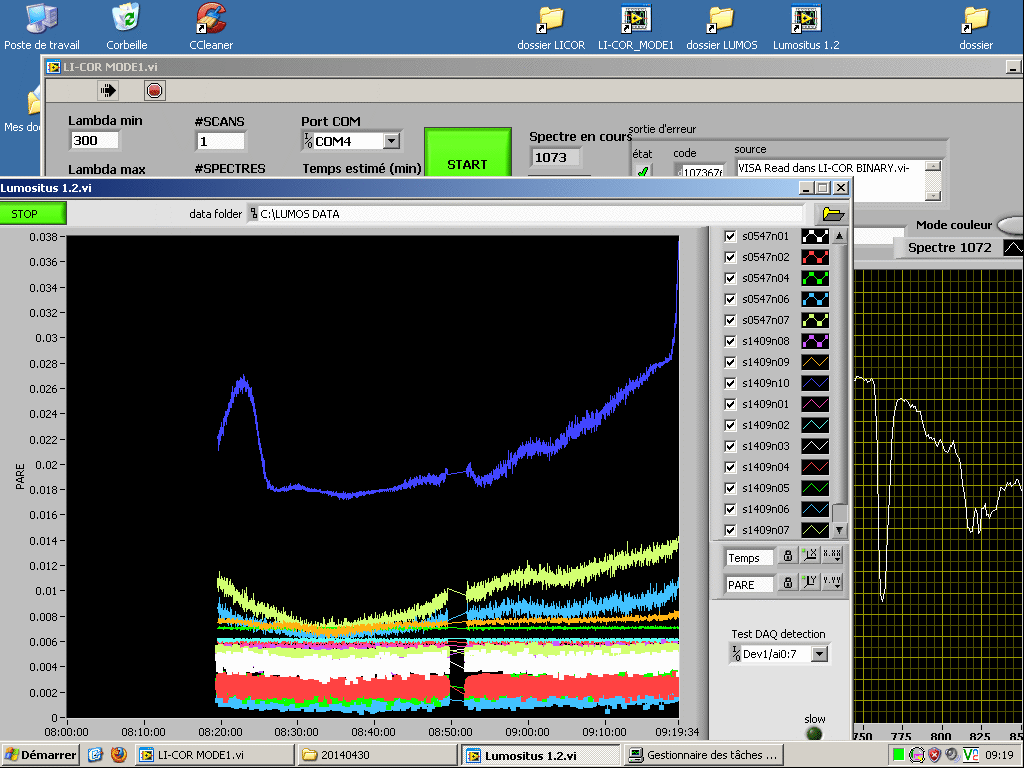 Poste de travail
Corbeille
CCleaner
dossier LICOR
LI-COR_MODE1
dossier LUMOS
Lumositus 1.2
dossier
LI-COR MODE1.vi
Lambda min
#SCANS
Port COM
300
1
COM4
START
Spectre en cours
1073
sortie d'erreur
état
code
source
VISA Read dans LI-COR BINARY.vi-
Lambda max
#SPECTRES
Temps estimé (min)
Mode couleur
Spectre 1072
Lumositus 1.2.vi
STOP
data folder
C:\LUMOS DATA
PARE
0.038
0.036
0.034
0.032
0.03
0.028
0.026
0.024
0.022
0.02
0.018
0.016
0.014
0.012
0.01
0.008
0.006
0.004
0.002
0
08:00:00
08:10:00
08:20:00
08:30:00
08:40:00
08:50:00
09:00:00
09:10:00
09:19:34
s0547n01
s0547n02
s0547n04
s0547n06
s0547n07
s1409n08
s1409n09
s1409n10
s1409n01
s1409n02
s1409n03
s1409n04
s1409n05
s1409n06
s1409n07
Temps
PARE
Test DAQ detection
Dev1/ai0:7
slow
750
775
800
825
Démarrer
LI-COR MODE1.vi
20140430
Lumositus 1.2.vi
Gestionnaire des tâches ...
09:19